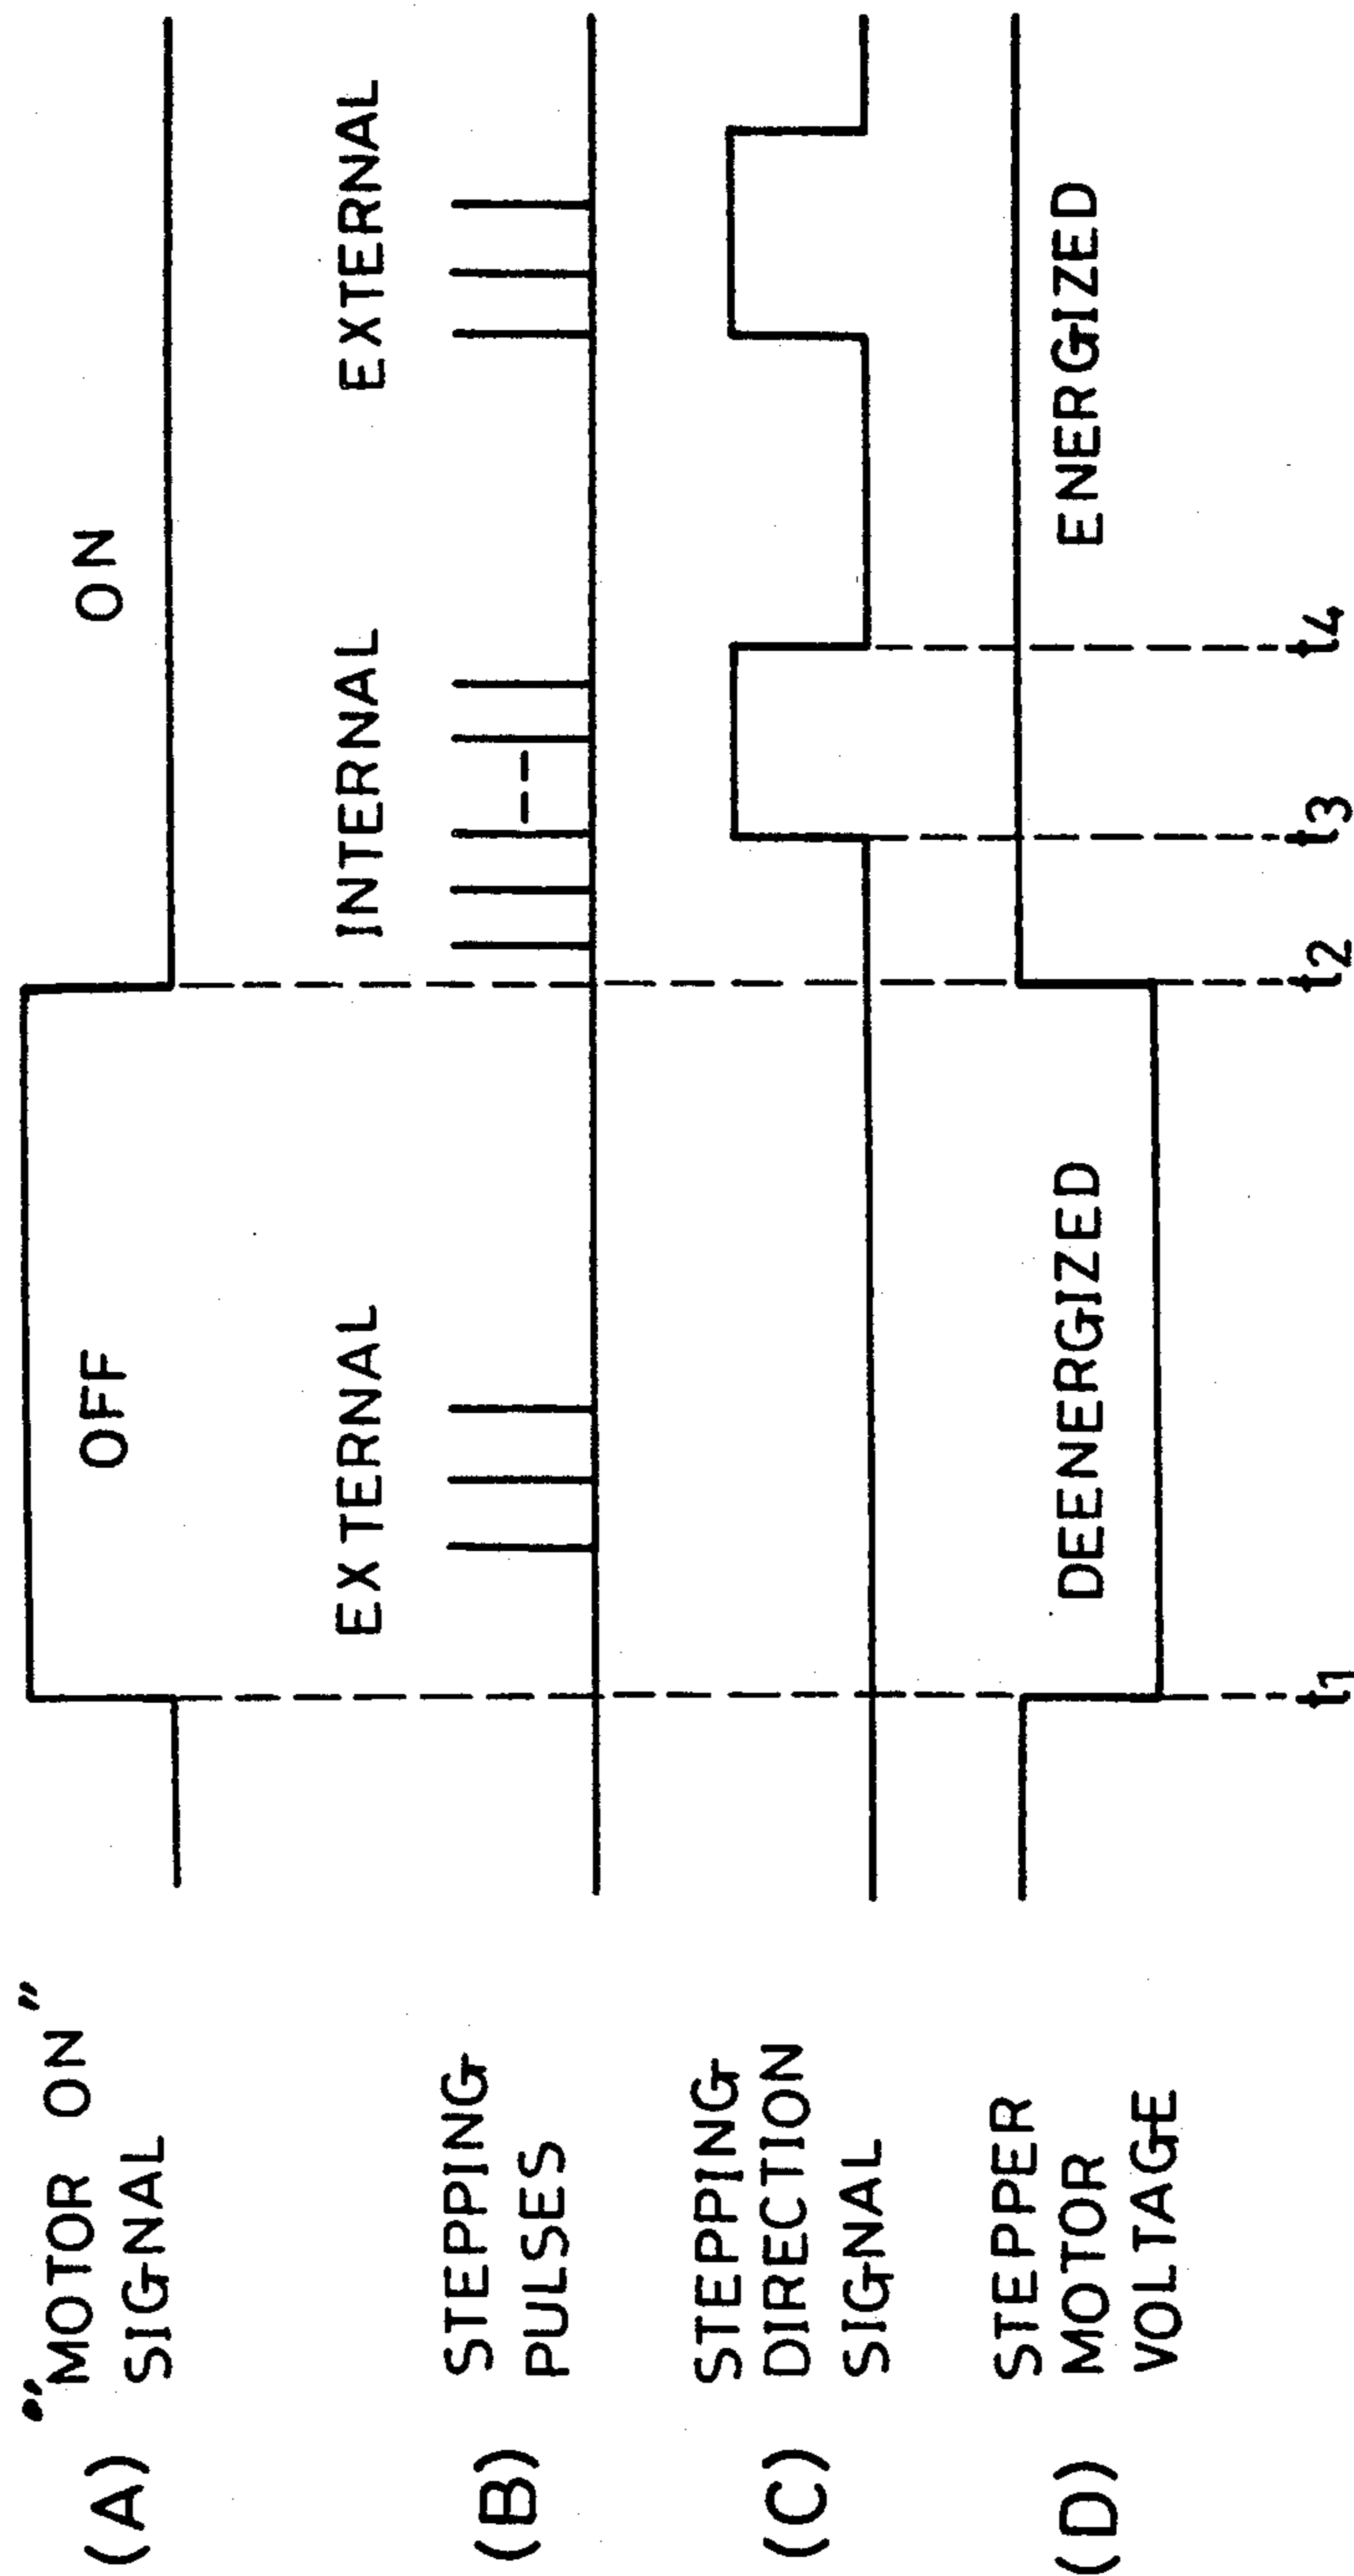 (A) "MOTOR ON"
SIGNAL
OFF
ON
(B) STEPPING
PULSES
EXTERNAL
INTERNAL
EXTERNAL
(C) STEPPING
DIRECTION
SIGNAL
(D) STEPPER
MOTOR
VOLTAGE
DEENERGIZED
ENERGIZED
t1
t2
t3
t4